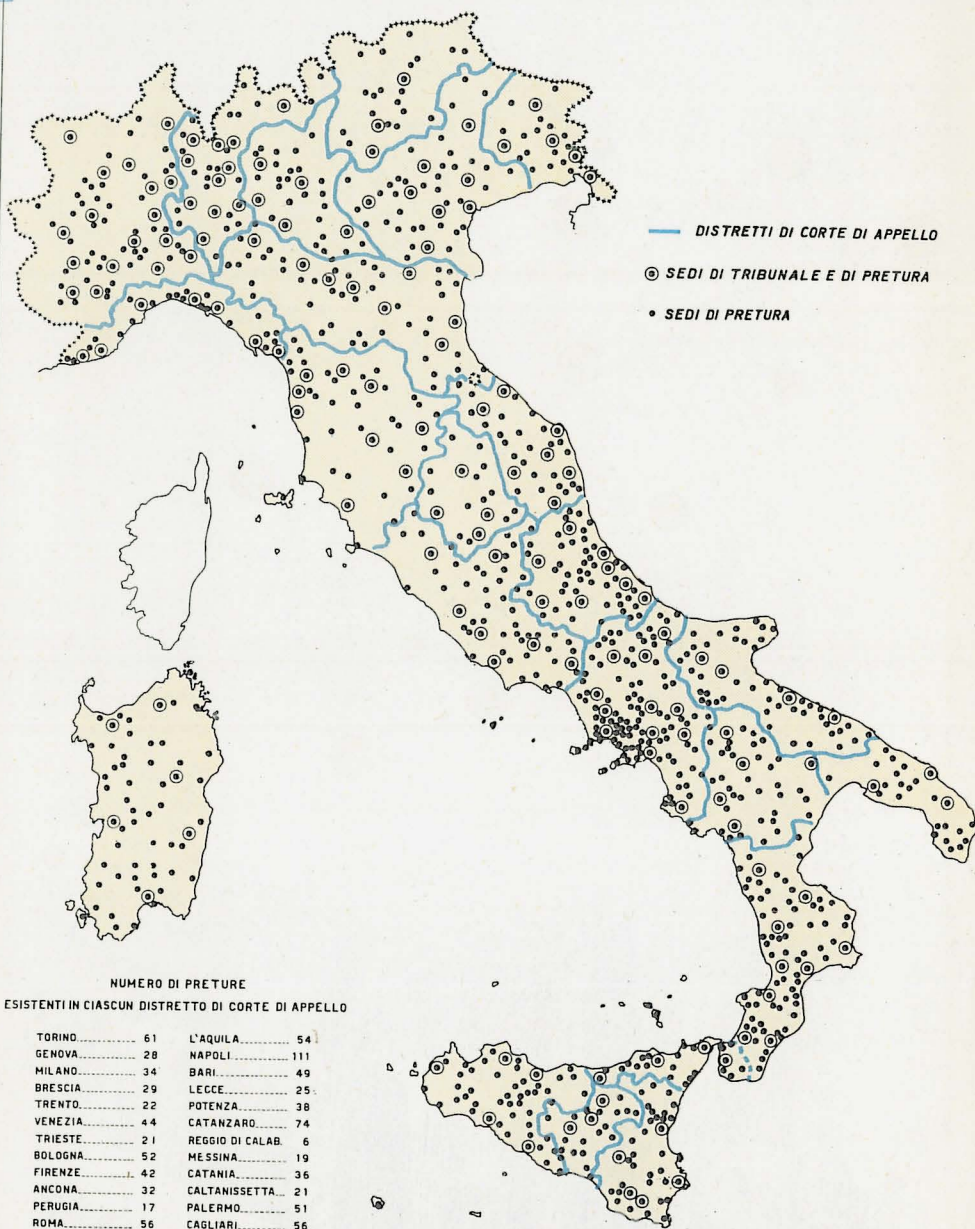 DISTRETTI DI CORTE DI APPELLO
SEDI DI TRIBUNALE E DI PRETURA
SEDI DI PRETURA
NUMERO DI PRETURE
ESISTENTI IN CIASCUN DISTRETTO DI CORTE DI APPELLO
TORINO 61
GENOVA 28
MILANO 34
BRESCIA 29
TRENTO 22
VENEZIA 44
TRIESTE 21
BOLOGNA 52
FIRENZE 42
ANCONA 32
PERUGIA 17
ROMA 56
L'AQUILA 54
NAPOLI 111
BARI 49
LECCE 25
POTENZA 38
CATANZARO 74
REGGIO DI CALAB. 6
MESSINA 19
CATANIA 36
CALTANISSETTA 21
PALERMO 51
CAGLIARI 56